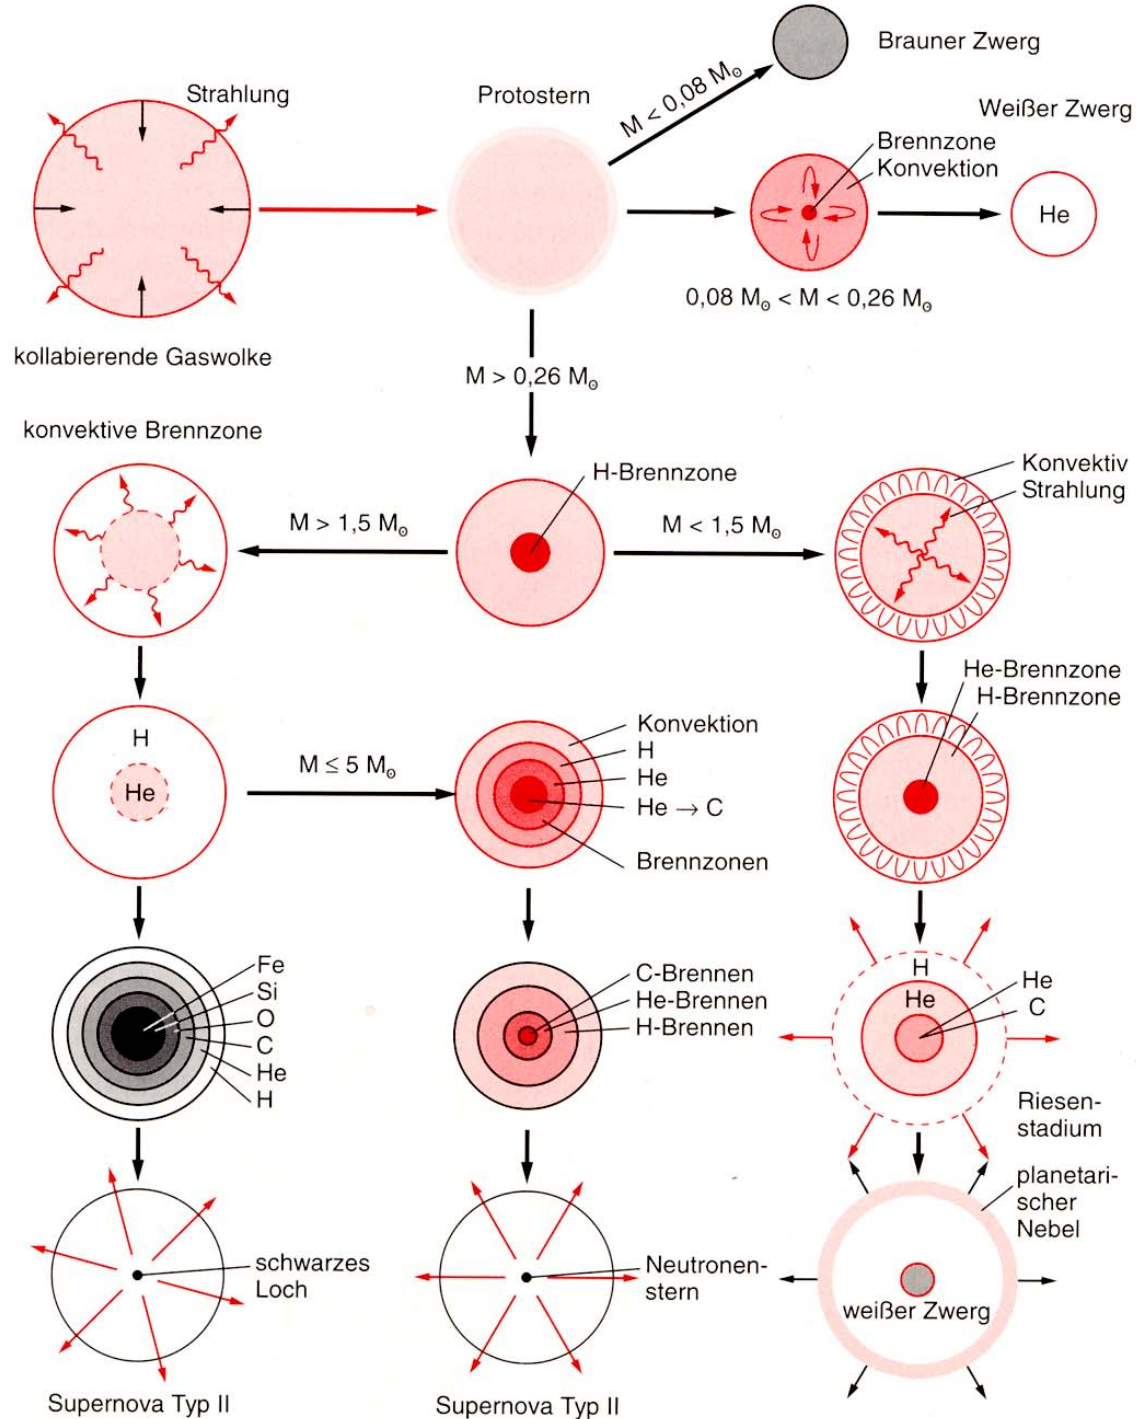 Brauner Zwerg
Strahlung
Protostern
M < 0,08 M⊙
Weißer Zwerg
Brennzone
Konvektion
He
0,08 M⊙ < M < 0,26 M⊙
kollabierende Gaswolke
M > 0,26 M⊙
konvektive Brennzone
H-Brennzone
Konvektiv
Strahlung
M > 1,5 M⊙
M < 1,5 M⊙
He-Brennzone
H-Brennzone
H
He
M ≤ 5 M⊙
Konvektion
H
He
He → C
Brennzonen
Fe
Si
O
C
He
H
C-Brennen
He-Brennen
H-Brennen
H
He
He
C
Riesen-
stadium
schwarzes
Loch
Neutronen-
stern
planetari-
scher
Nebel
weißer Zwerg
Supernova Typ II
Supernova Typ II